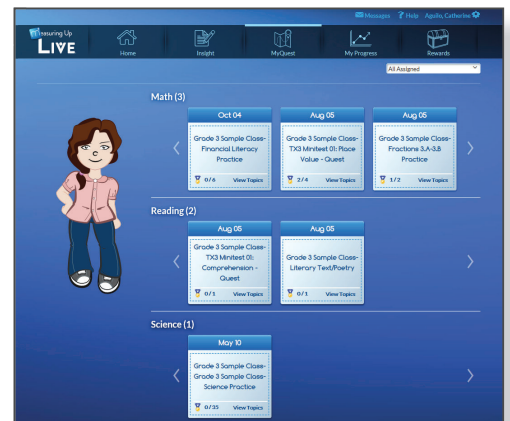 Messages ? Help Agullo, Catherine
Measuring Up
LIVE
Home
Insight
MyQuest
My Progress
Rewards
All Assigned
Math (3)
Oct 04
Grade 3 Sample Class-
Financial Literacy
Practice
0/6 View Topics
Aug 05
Grade 3 Sample Class-
TX3 Minitest 01: Place
Value - Quest
2/4 View Topics
Aug 05
Grade 3 Sample Class-
Fractions 3.A-3.B
Practice
1/2 View Topics
Reading (2)
Aug 05
Grade 3 Sample Class-
TX3 Minitest 01:
Comprehension -
Quest
0/1 View Topics
Aug 05
Grade 3 Sample Class-
Literary Text/Poetry
0/1 View Topics
Science (1)
May 10
Grade 3 Sample Class-
Grade 3 Sample Class-
Science Practice
0/35 View Topics